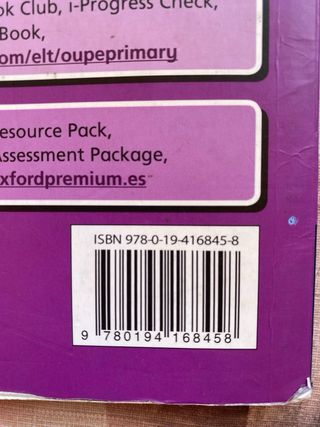 ok Club, i-Progress Check,
Book,
om/elt/oupeprimary
esource Pack,
Assessment Package,
xfordpremium.es
ISBN 978-0-19-416845-8
9 780194 168458